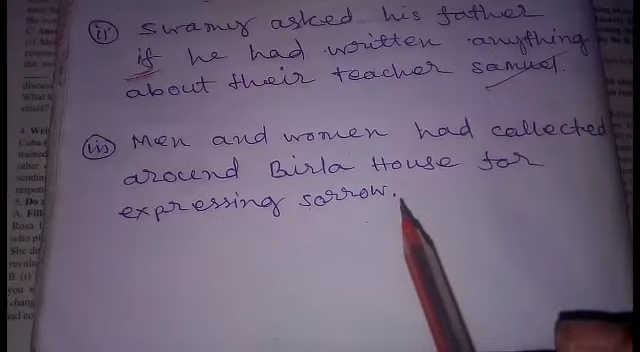 (ii) Swamy asked his father
if he had written anything
about their teacher Samuel.
(iii) Men and women had collected
around Birla House for
expressing sorrow.